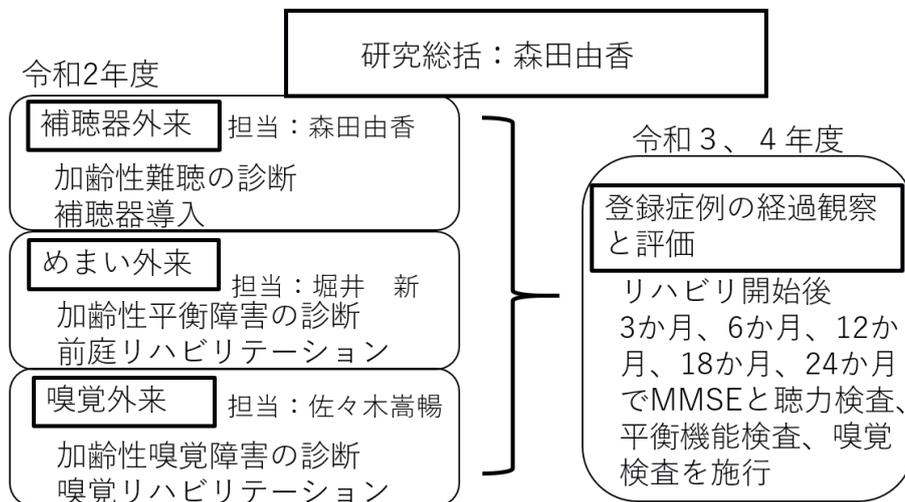 研究総括：森田由香
令和2年度
補聴器外来 担当：森田由香
加齢性難聴の診断
補聴器導入
めまい外来 担当：堀井　新
加齢性平衡障害の診断
前庭リハビリテーション
嗅覚外来 担当：佐々木嵩暢
加齢性嗅覚障害の診断
嗅覚リハビリテーション
令和３、４年度
登録症例の経過観察
と評価
リハビリ開始後
3か月、6か月、12か
月、18か月、24か月
でMMSEと聴力検査、
平衡機能検査、嗅覚
検査を施行